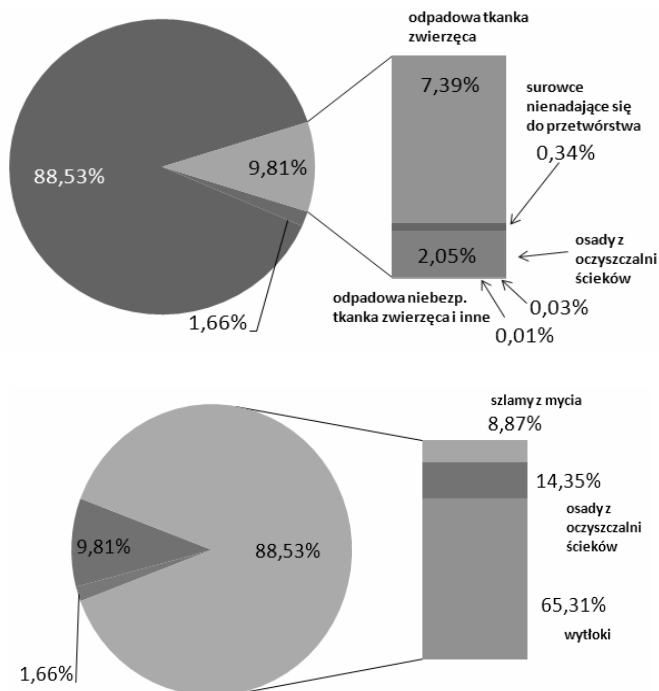 odpadowa tkanka
zwierzęca
7,39%
surowce
nienadające się
do przetwórstwa
0,34%
88,53%
9,81%
2,05%
osady z
oczyszczalni
ścieków
odpadowa niebezp.
tkanka zwierzęca i inne
0,03%
0,01%
1,66%
szlamy z mycia
8,87%
14,35%
osady z
oczyszczalni
ścieków
9,81%
88,53%
65,31%
wytłoki
1,66%